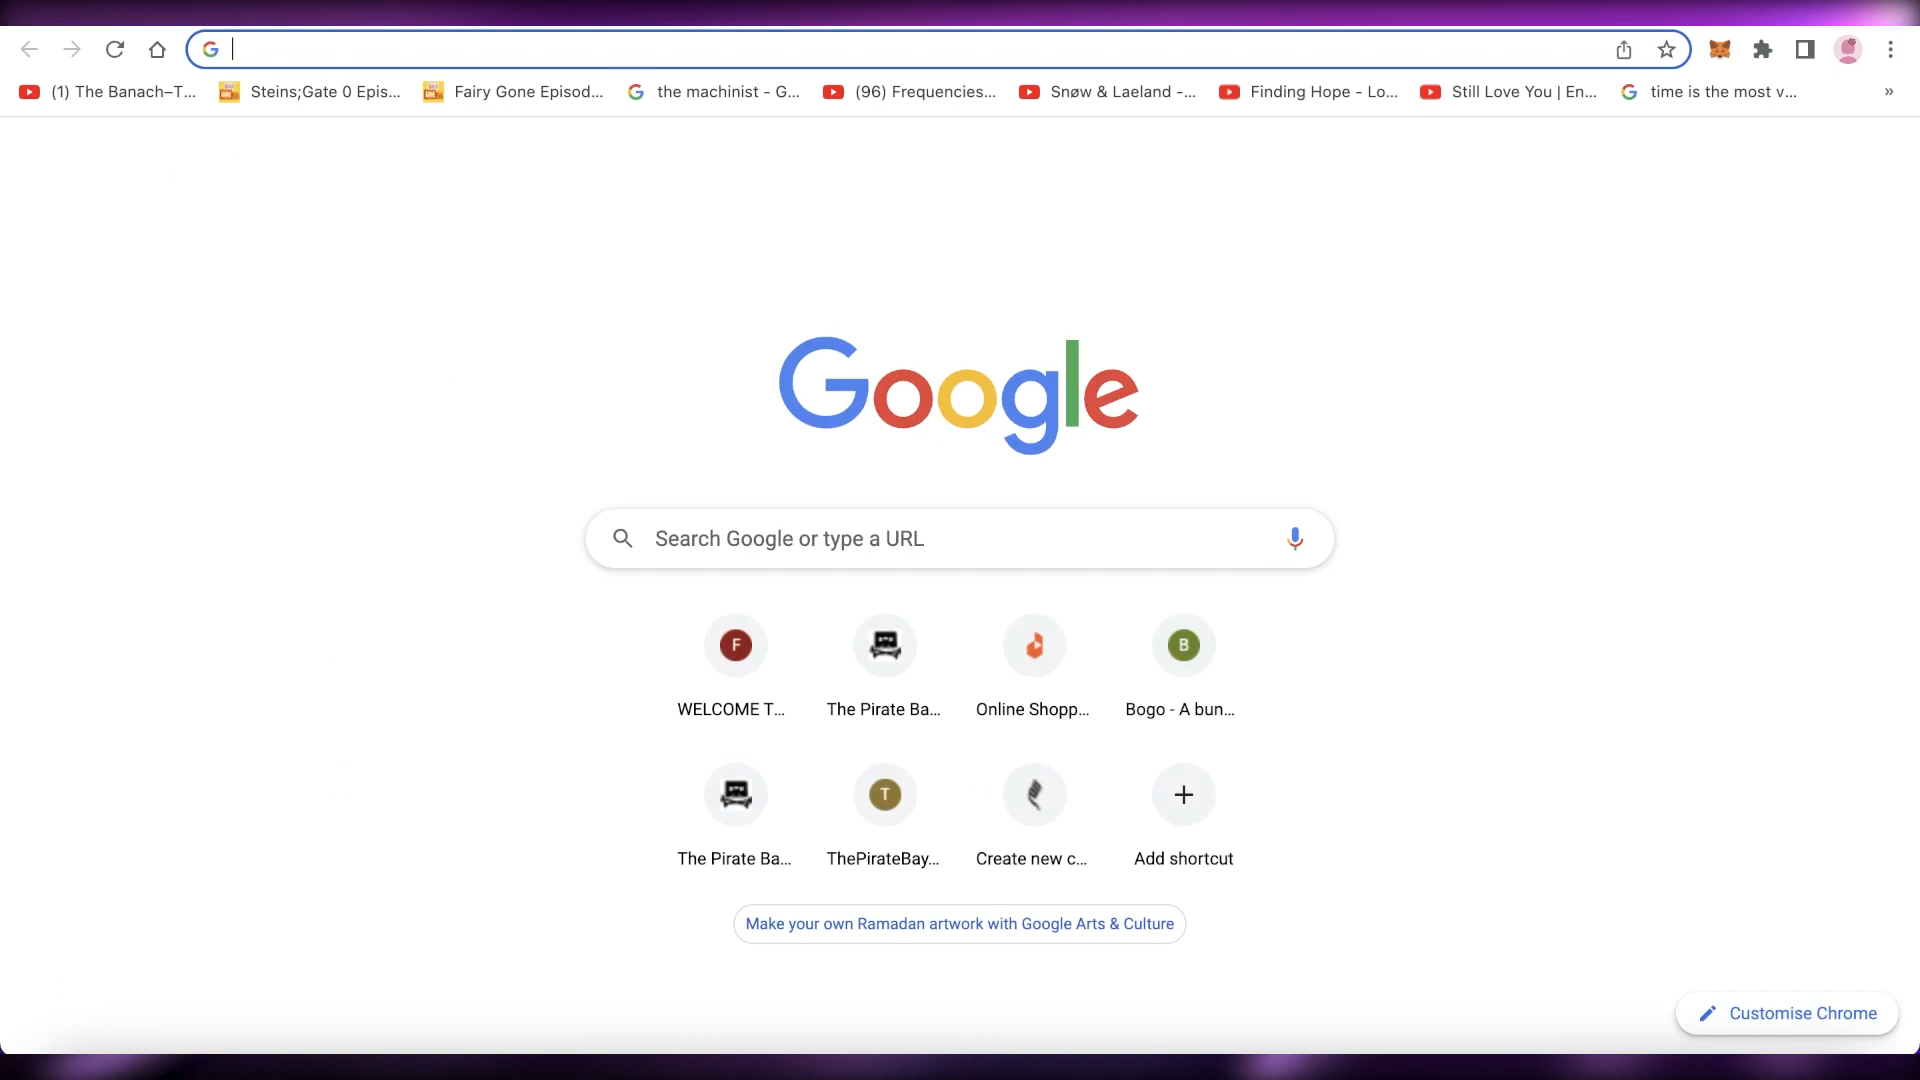 (1) The Banach–T... Steins;Gate 0 Epis... Fairy Gone Episod... the machinist - G... (96) Frequencies... Snøw & Laeland -... Finding Hope - Lo... Still Love You | En... time is the most v... »
Google
Search Google or type a URL
F B
WELCOME T... The Pirate Ba... Online Shopp... Bogo - A bun...
T
The Pirate Ba... ThePirateBay... Create new c... Add shortcut
Make your own Ramadan artwork with Google Arts & Culture
Customise Chrome